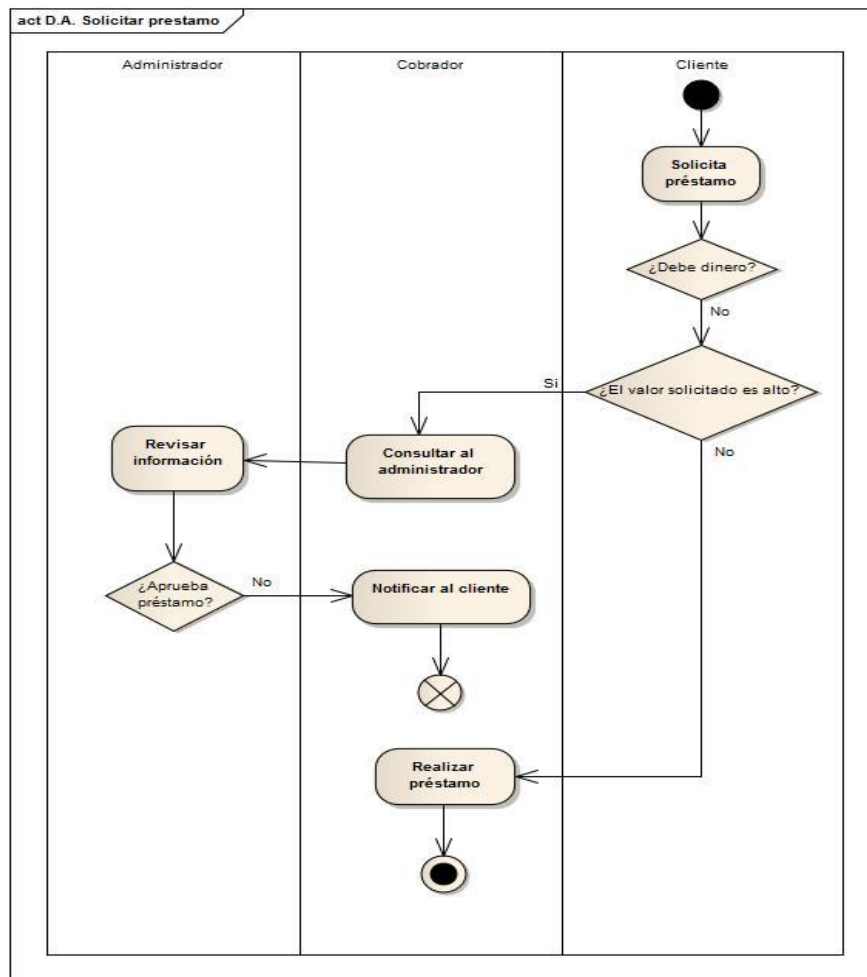 act D.A. Solicitar prestamo
Administrador
Cobrador
Cliente
Solicita
préstamo
¿Debe dinero?
No
¿El valor solicitado es alto?
Si
No
Consultar al
administrador
Revisar
información
¿Aprueba
préstamo?
No
Notificar al cliente
Realizar
préstamo